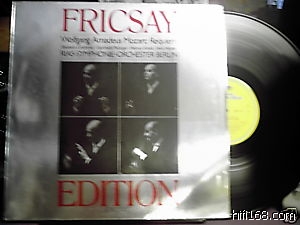 FRICSAY
Wolfgang Amadeus Mozart: Requiem
RIAS-SYMPHONIE-ORCHESTER BERLIN
EDITION
hifi168.com